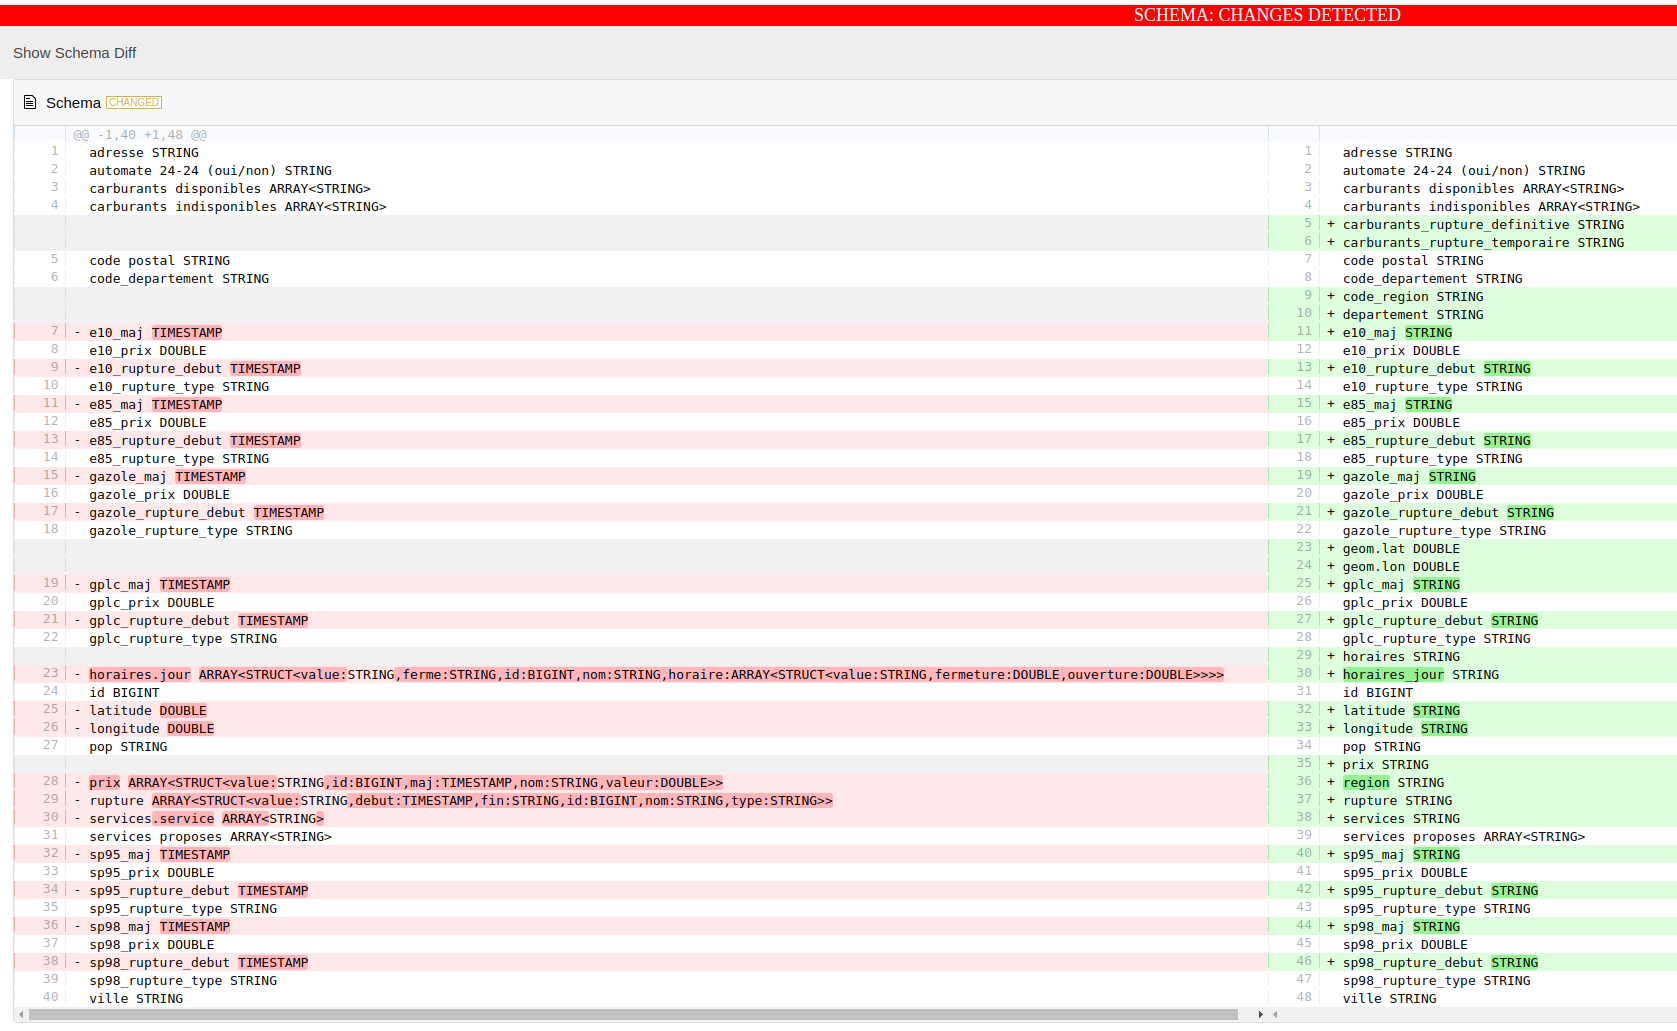 SCHEMA: CHANGES DETECTED
Show Schema Diff
Schema CHANGED
@@ -1,40 +1,48 @@
1 adresse STRING
2 automate 24-24 (oui/non) STRING
3 carburants disponibles ARRAY<STRING>
4 carburants indisponibles ARRAY<STRING>
5 code postal STRING
6 code_departement STRING
7 - e10_maj TIMESTAMP
8 e10_prix DOUBLE
9 - e10_rupture_debut TIMESTAMP
10 e10_rupture_type STRING
11 - e85_maj TIMESTAMP
12 e85_prix DOUBLE
13 - e85_rupture_debut TIMESTAMP
14 e85_rupture_type STRING
15 - gazole_maj TIMESTAMP
16 gazole_prix DOUBLE
17 - gazole_rupture_debut TIMESTAMP
18 gazole_rupture_type STRING
19 - gplc_maj TIMESTAMP
20 gplc_prix DOUBLE
21 - gplc_rupture_debut TIMESTAMP
22 gplc_rupture_type STRING
23 - horaires.jour ARRAY<STRUCT<value:STRING,ferme:STRING,id:BIGINT,nom:STRING,horaire:ARRAY<STRUCT<value:STRING,fermeture:DOUBLE,ouverture:DOUBLE>>>>
24 id BIGINT
25 - latitude DOUBLE
26 - longitude DOUBLE
27 pop STRING
28 - prix ARRAY<STRUCT<value:STRING,id:BIGINT,maj:TIMESTAMP,nom:STRING,valeur:DOUBLE>>
29 - rupture ARRAY<STRUCT<value:STRING,debut:TIMESTAMP,fin:STRING,id:BIGINT,nom:STRING,type:STRING>>
30 - services.service ARRAY<STRING>
31 services proposes ARRAY<STRING>
32 - sp95_maj TIMESTAMP
33 sp95_prix DOUBLE
34 - sp95_rupture_debut TIMESTAMP
35 sp95_rupture_type STRING
36 - sp98_maj TIMESTAMP
37 sp98_prix DOUBLE
38 - sp98_rupture_debut TIMESTAMP
39 sp98_rupture_type STRING
40 ville STRING
1 adresse STRING
2 automate 24-24 (oui/non) STRING
3 carburants disponibles ARRAY<STRING>
4 carburants indisponibles ARRAY<STRING>
5 + carburants_rupture_definitive STRING
6 + carburants_rupture_temporaire STRING
7 code postal STRING
8 code_departement STRING
9 + code_region STRING
10 + departement STRING
11 + e10_maj STRING
12 e10_prix DOUBLE
13 + e10_rupture_debut STRING
14 e10_rupture_type STRING
15 + e85_maj STRING
16 e85_prix DOUBLE
17 + e85_rupture_debut STRING
18 e85_rupture_type STRING
19 + gazole_maj STRING
20 gazole_prix DOUBLE
21 + gazole_rupture_debut STRING
22 gazole_rupture_type STRING
23 + geom.lat DOUBLE
24 + geom.lon DOUBLE
25 + gplc_maj STRING
26 gplc_prix DOUBLE
27 + gplc_rupture_debut STRING
28 gplc_rupture_type STRING
29 + horaires STRING
30 + horaires_jour STRING
31 id BIGINT
32 + latitude STRING
33 + longitude STRING
34 pop STRING
35 + prix STRING
36 + region STRING
37 + rupture STRING
38 + services STRING
39 services proposes ARRAY<STRING>
40 + sp95_maj STRING
41 sp95_prix DOUBLE
42 + sp95_rupture_debut STRING
43 sp95_rupture_type STRING
44 + sp98_maj STRING
45 sp98_prix DOUBLE
46 + sp98_rupture_debut STRING
47 sp98_rupture_type STRING
48 ville STRING